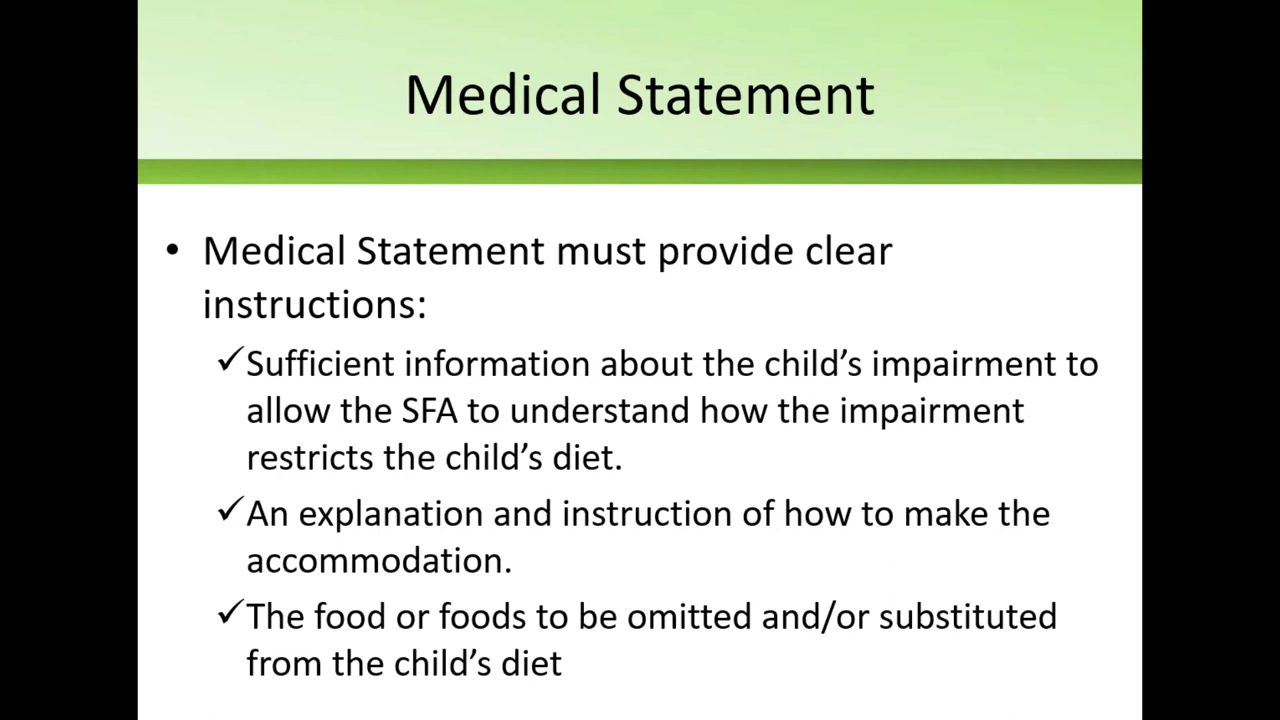 Medical Statement
• Medical Statement must provide clear
instructions:
✓Sufficient information about the child’s impairment to
allow the SFA to understand how the impairment
restricts the child’s diet.
✓An explanation and instruction of how to make the
accommodation.
✓The food or foods to be omitted and/or substituted
from the child’s diet